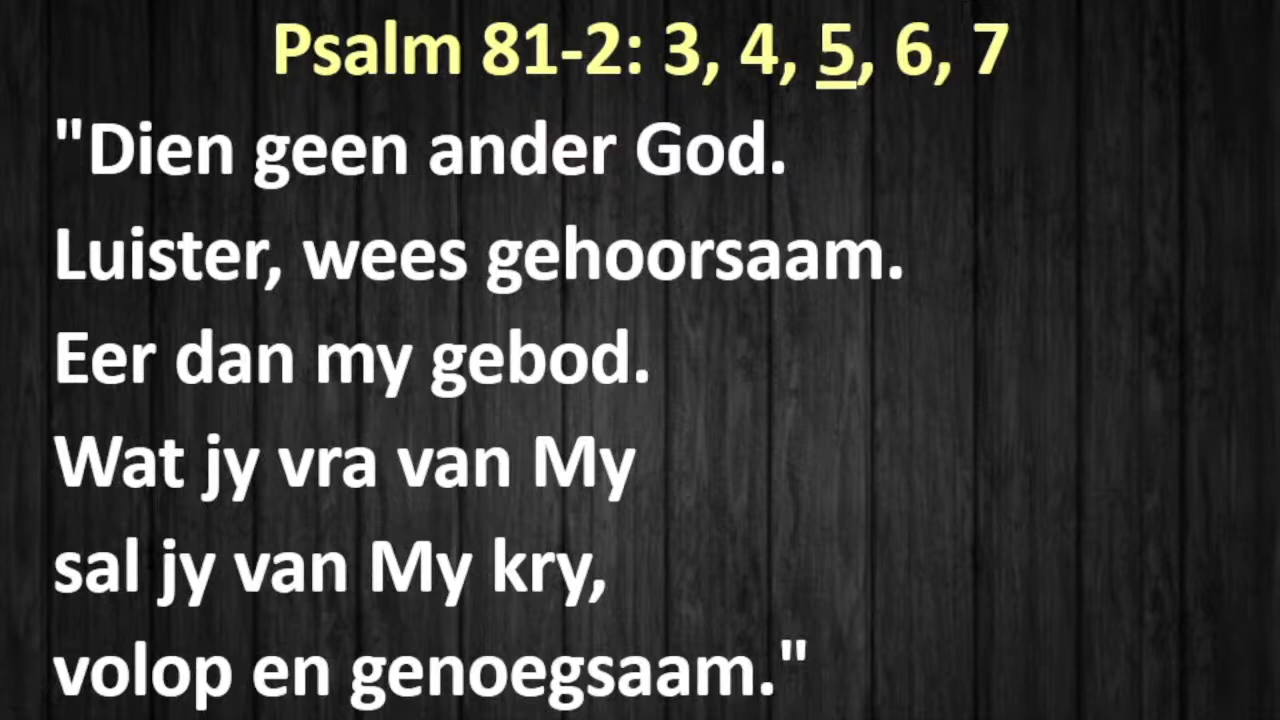 Psalm 81-2: 3, 4, 5, 6, 7
"Dien geen ander God.
Luister, wees gehoorsaam.
Eer dan my gebod.
Wat jy vra van My
sal jy van My kry,
volop en genoegsaam."